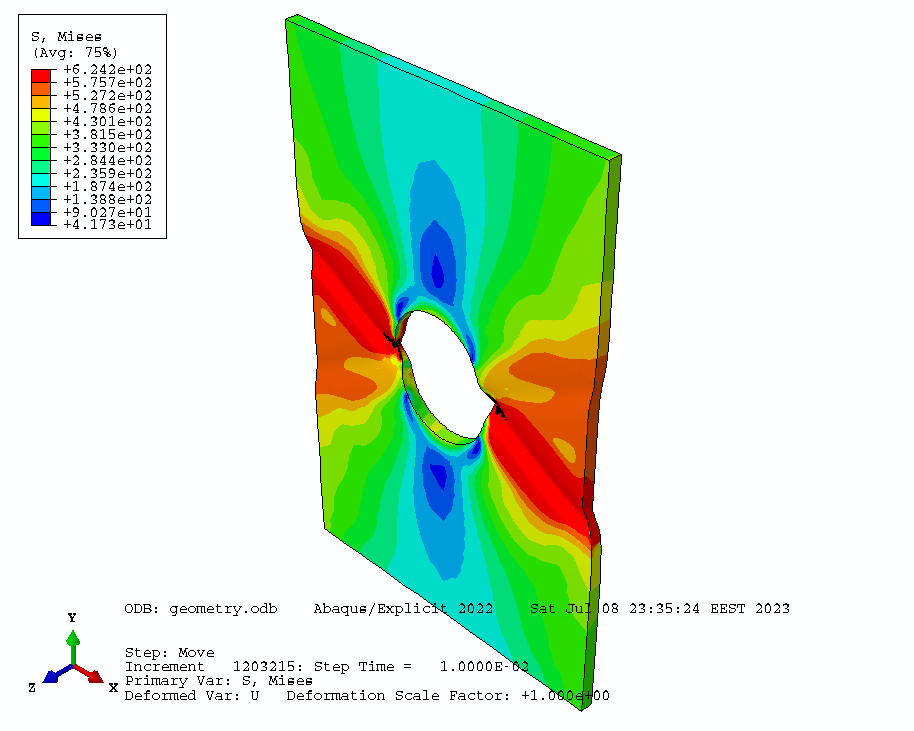 S, Mises
(Avg: 75%)
+6.242e+02
+5.757e+02
+5.272e+02
+4.786e+02
+4.301e+02
+3.815e+02
+3.330e+02
+2.844e+02
+2.359e+02
+1.874e+02
+1.388e+02
+9.027e+01
+4.173e+01
ODB: geometry.odb    Abaqus/Explicit 2022    Sat Jul 08 23:35:24 EEST 2023
Y
Z
X
Step: Move
Increment   1203215: Step Time =   1.0000E-02
Primary Var: S, Mises
Deformed Var: U   Deformation Scale Factor: +1.000e+00